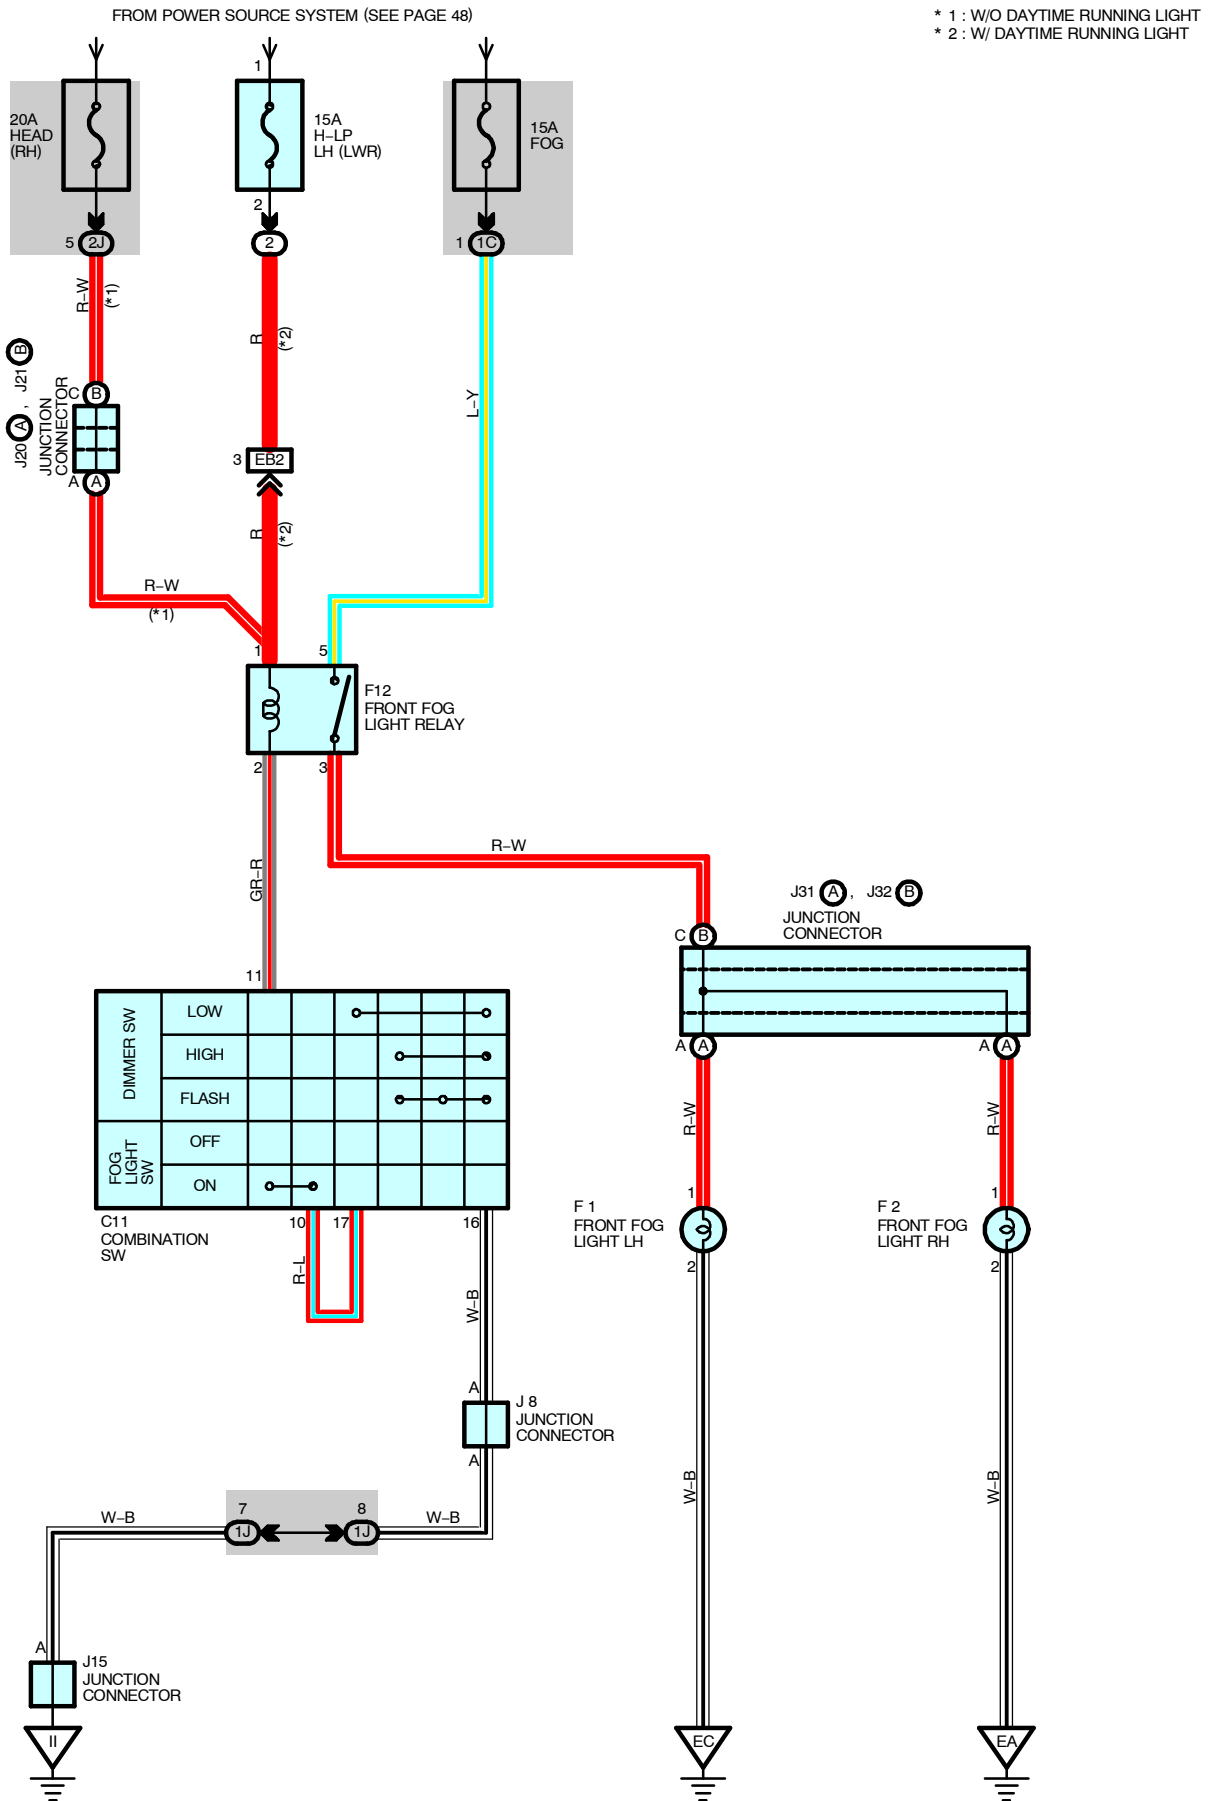 FROM POWER SOURCE SYSTEM (SEE PAGE 48)
* 1 : W/O DAYTIME RUNNING LIGHT
* 2 : W/ DAYTIME RUNNING LIGHT
1
20A
HEAD
(RH)
15A
H-LP
LH (LWR)
15A
FOG
2
5 2J
2
1 1C
R-W
(*1)
R
(*2)
L-Y
J20 A , J21 B
JUNCTION
CONNECTOR
C B
A A
3 EB2
R
(*2)
R-W
(*1)
1 5
F12
FRONT FOG
LIGHT RELAY
2 3
R-W
GR-R
J31 A , J32 B
JUNCTION
CONNECTOR
C B
11
DIMMER SW
LOW
HIGH
FLASH
FOG
LIGHT
SW
OFF
ON
A A
A A
R-W
R-W
1
1
F 1
FRONT FOG
LIGHT LH
F 2
FRONT FOG
LIGHT RH
2
2
C11
COMBINATION
SW
10 17 16
R-L
W-B
A
J 8
JUNCTION
CONNECTOR
A
W-B
W-B
W-B
7
1J
8
1J
W-B
A
J15
JUNCTION
CONNECTOR
II
EC
EA